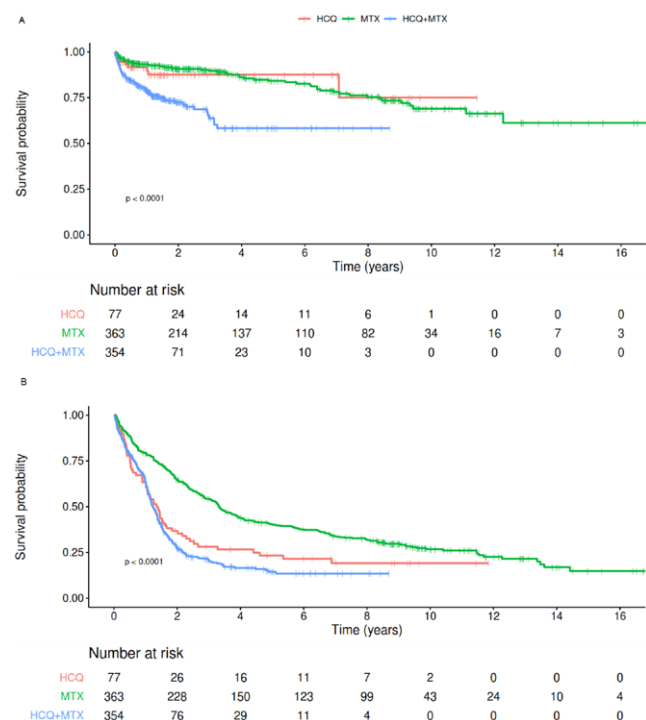 A
HCQ MTX HCQ+MTX
1.00
0.75
0.50
0.25
0.00
Survival probability
p < 0.0001
0 2 4 6 8 10 12 14 16
Time (years)
Number at risk
HCQ 77 24 14 11 6 1 0 0 0
MTX 363 214 137 110 82 34 16 7 3
HCQ+MTX 354 71 23 10 3 0 0 0 0
B
1.00
0.75
0.50
0.25
0.00
Survival probability
p < 0.0001
0 2 4 6 8 10 12 14 16
Time (years)
Number at risk
HCQ 77 26 16 11 7 2 0 0 0
MTX 363 228 150 123 99 43 24 10 4
HCQ+MTX 354 76 29 11 4 0 0 0 0